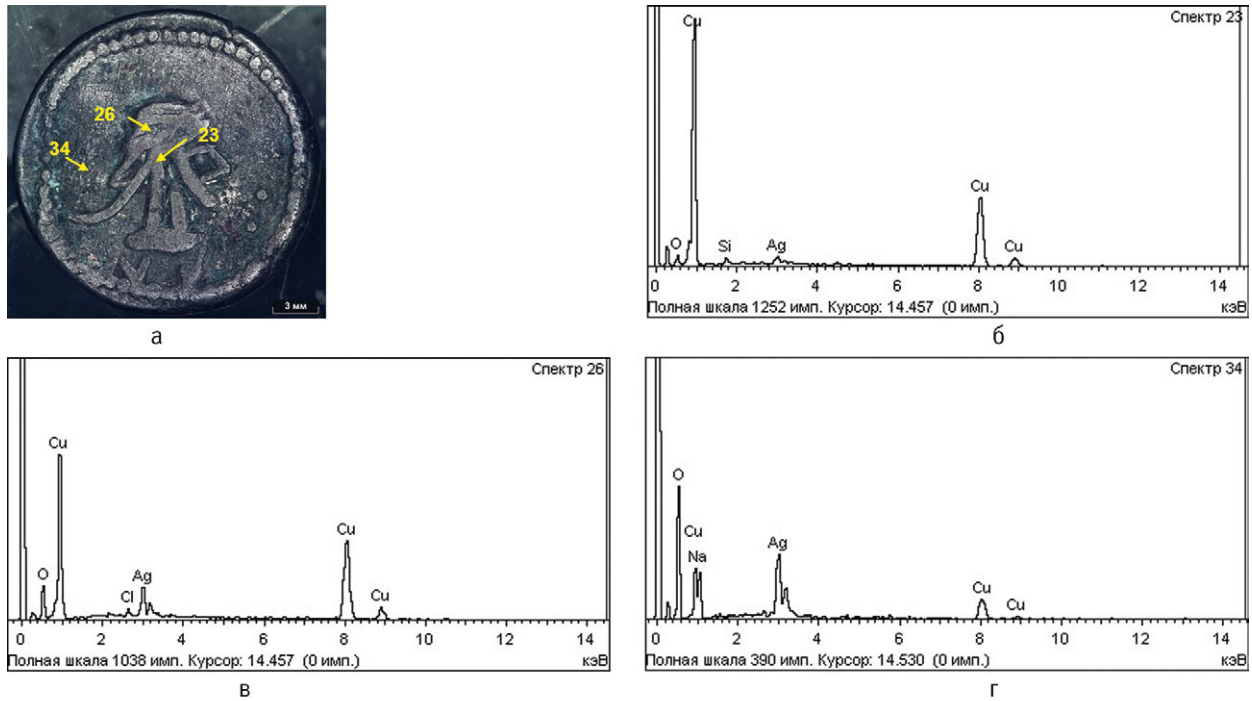 26
23
34
3 мм
а
Спектр 23
Cu
O
Si
Ag
Cu
Cu
0 2 4 6 8 10 12 14
Полная шкала 1252 имп. Курсор: 14.457 (0 имп.) кэВ
б
Спектр 26
Cu
O
Cl
Ag
Cu
Cu
0 2 4 6 8 10 12 14
Полная шкала 1038 имп. Курсор: 14.457 (0 имп.) кэВ
в
Спектр 34
O
Cu
Na
Ag
Cu
Cu
0 2 4 6 8 10 12 14
Полная шкала 390 имп. Курсор: 14.530 (0 имп.) кэВ
г